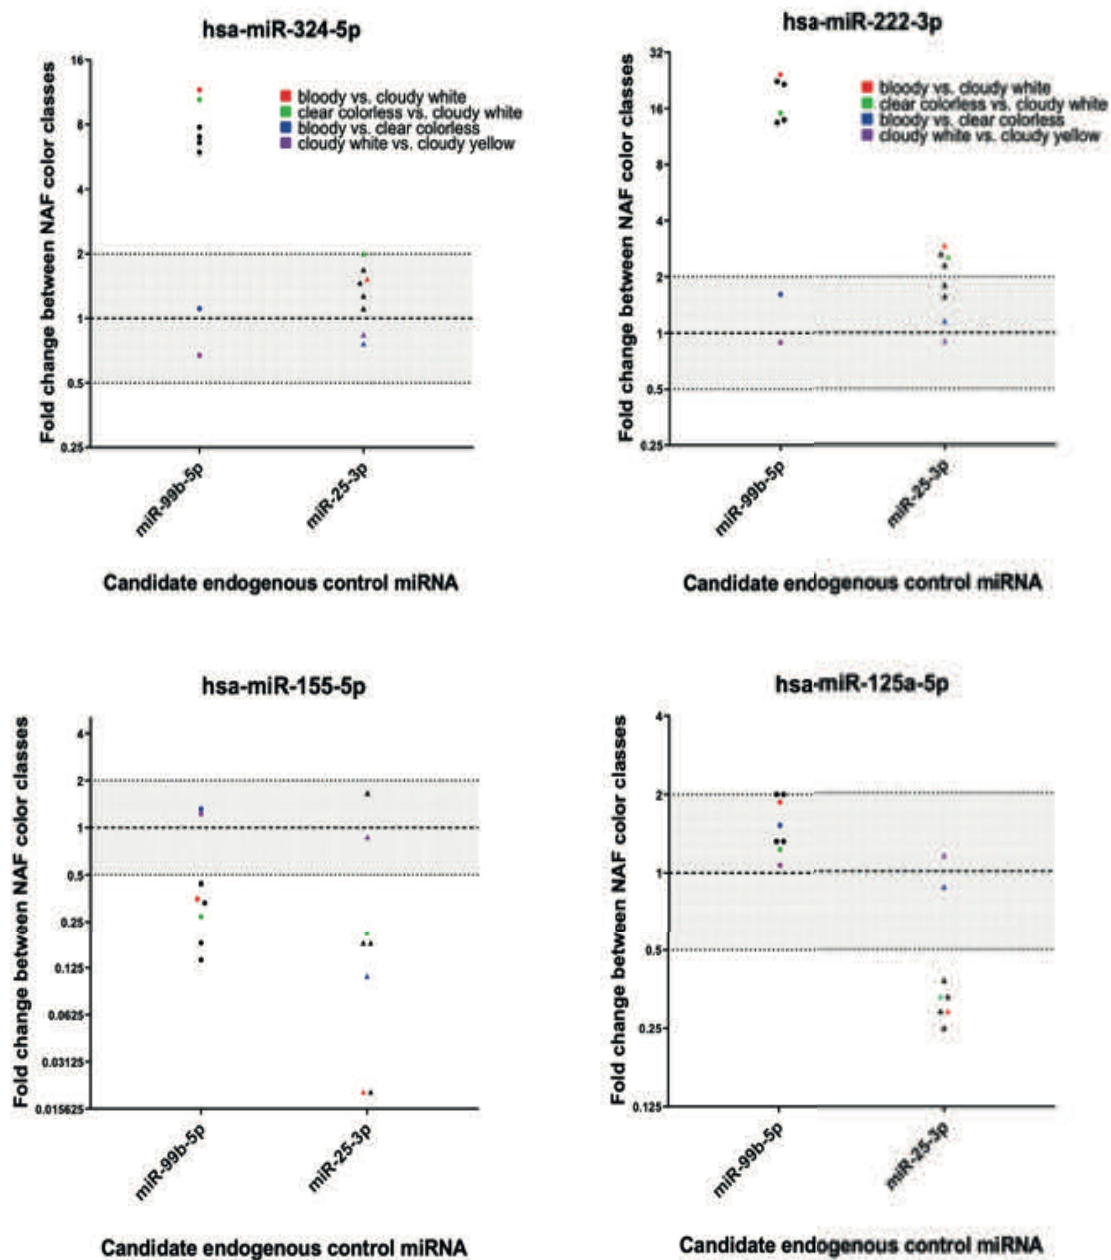 hsa-miR-324-5p
Fold change between NAF color classes
16
8
4
2
1
0.5
0.25
bloody vs. cloudy white
clear colorless vs. cloudy white
bloody vs. clear colorless
cloudy white vs. cloudy yellow
miR-99b-5p
miR-25-3p
Candidate endogenous control miRNA
hsa-miR-222-3p
Fold change between NAF color classes
32
16
8
4
2
1
0.5
0.25
bloody vs. cloudy white
clear colorless vs. cloudy white
bloody vs. clear colorless
cloudy white vs. cloudy yellow
miR-99b-5p
miR-25-3p
Candidate endogenous control miRNA
hsa-miR-155-5p
Fold change between NAF color classes
4
2
1
0.5
0.25
0.125
0.0625
0.03125
0.015625
miR-99b-5p
miR-25-3p
Candidate endogenous control miRNA
hsa-miR-125a-5p
Fold change between NAF color classes
4
2
1
0.5
0.25
0.125
miR-99b-5p
miR-25-3p
Candidate endogenous control miRNA